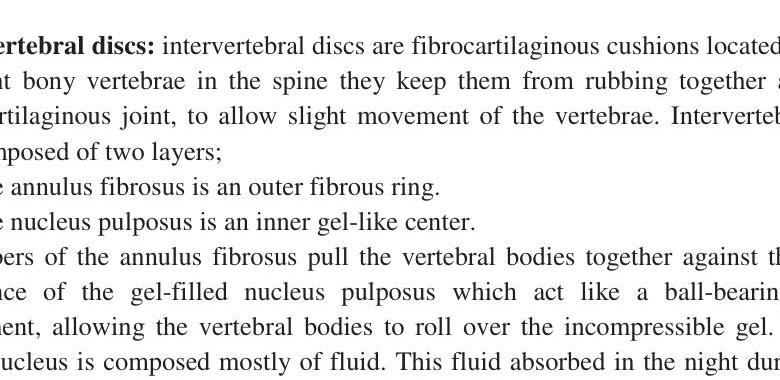 ertebral discs: intervertebral discs are fibrocartilaginous cushions located
nt bony vertebrae in the spine they keep them from rubbing together
rtilaginous joint, to allow slight movement of the vertebrae. Interverteb
nposed of two layers;
e annulus fibrosus is an outer fibrous ring.
e nucleus pulposus is an inner gel-like center.
bers of the annulus fibrosus pull the vertebral bodies together against th
nce of the gel-filled nucleus pulposus which act like a ball-bearin
nent, allowing the vertebral bodies to roll over the incompressible gel.
ucleus is composed mostly of fluid. This fluid absorbed in the night dur